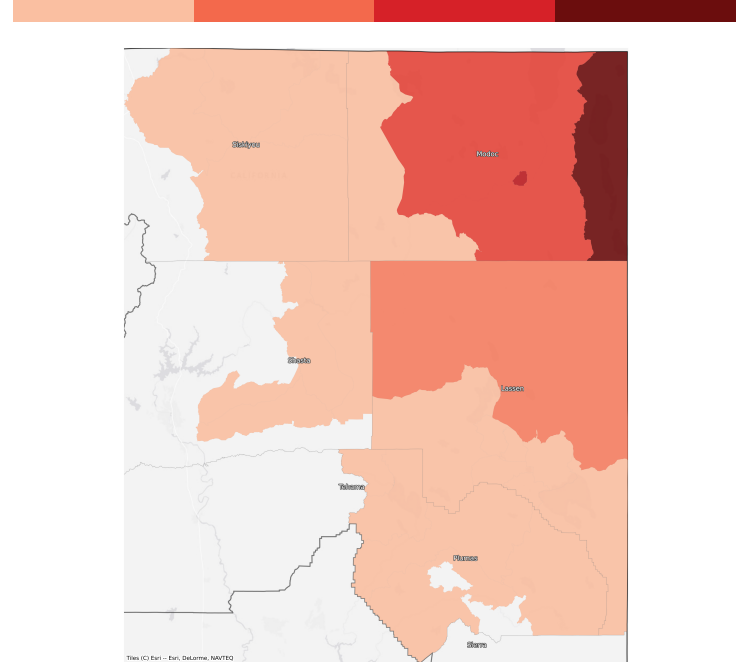 Siskiyou
Modoc
Shasta
Lassen
Tehama
Plumas
Sierra
Tiles (C) Esri -- Esri, DeLorme, NAVTEQ